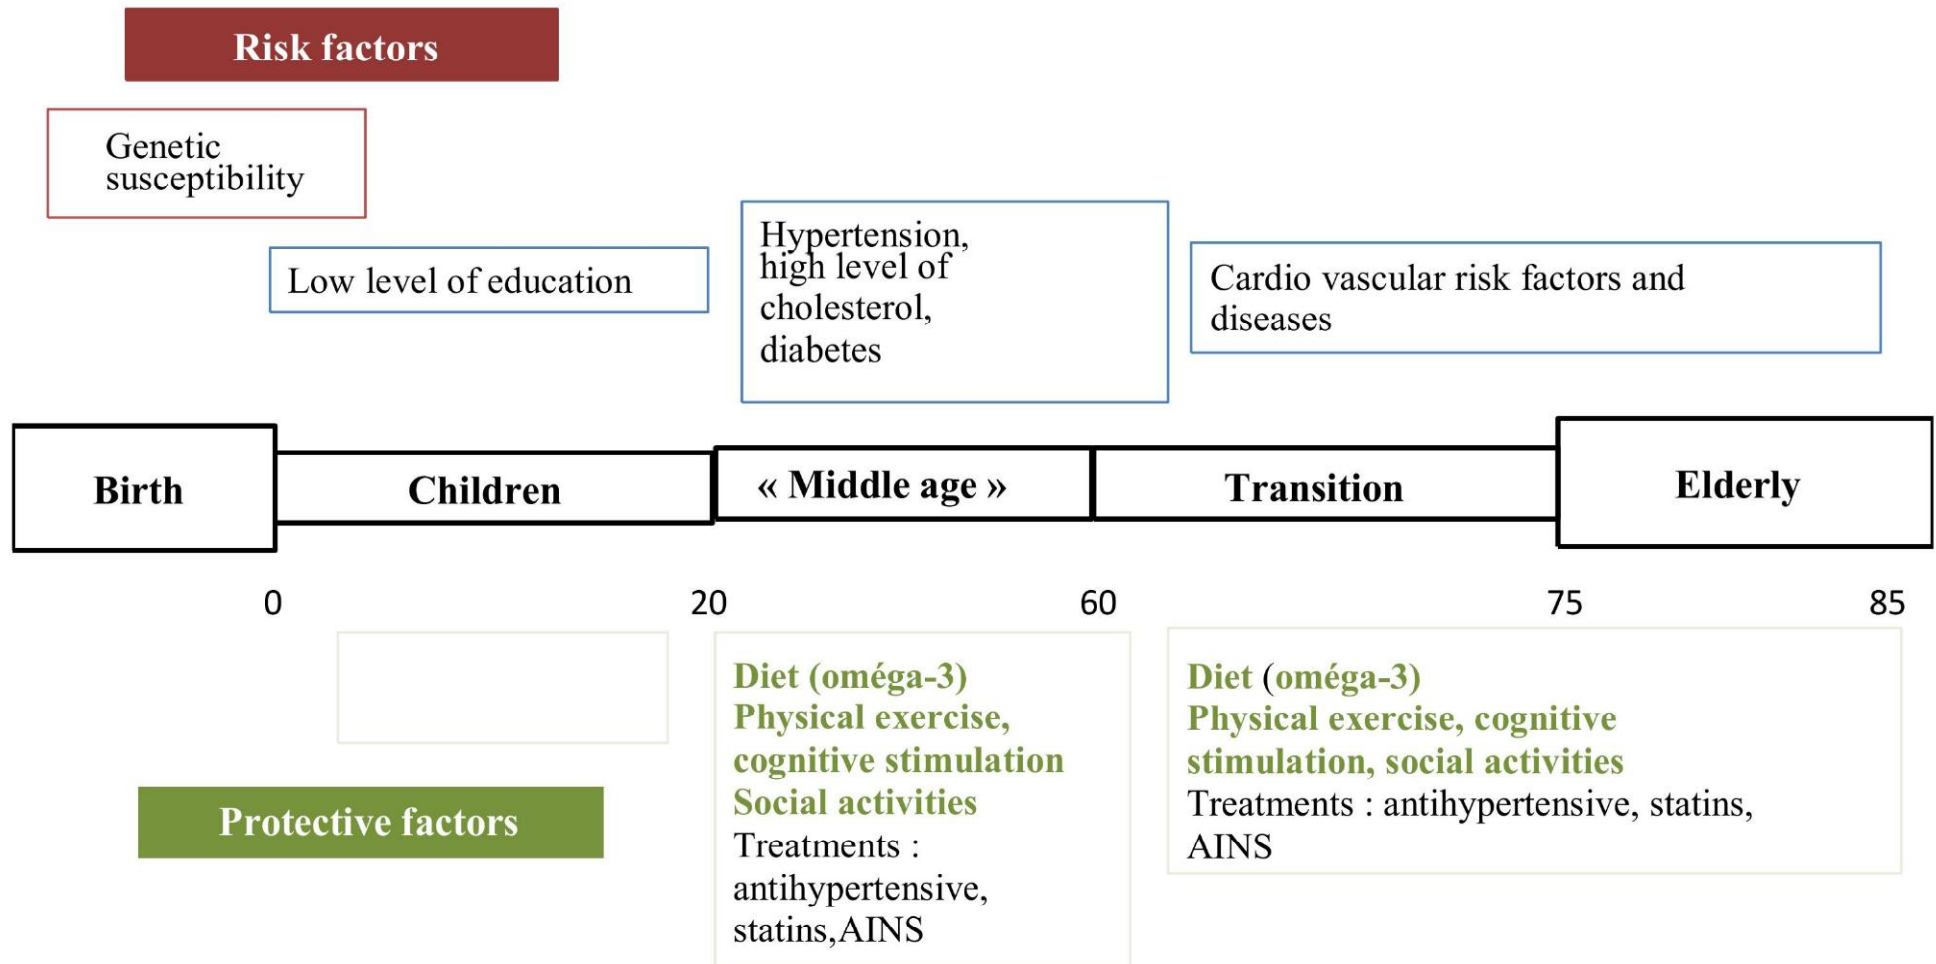 Risk factors
Genetic
susceptibility
Low level of education
Hypertension,
high level of
cholesterol,
diabetes
Cardio vascular risk factors and
diseases
Birth
Children
« Middle age »
Transition
Elderly
0
20
60
75
85
Diet (oméga-3)
Physical exercise,
cognitive stimulation
Social activities
Treatments :
antihypertensive,
statins,AINS
Diet (oméga-3)
Physical exercise, cognitive
stimulation, social activities
Treatments : antihypertensive, statins,
AINS
Protective factors